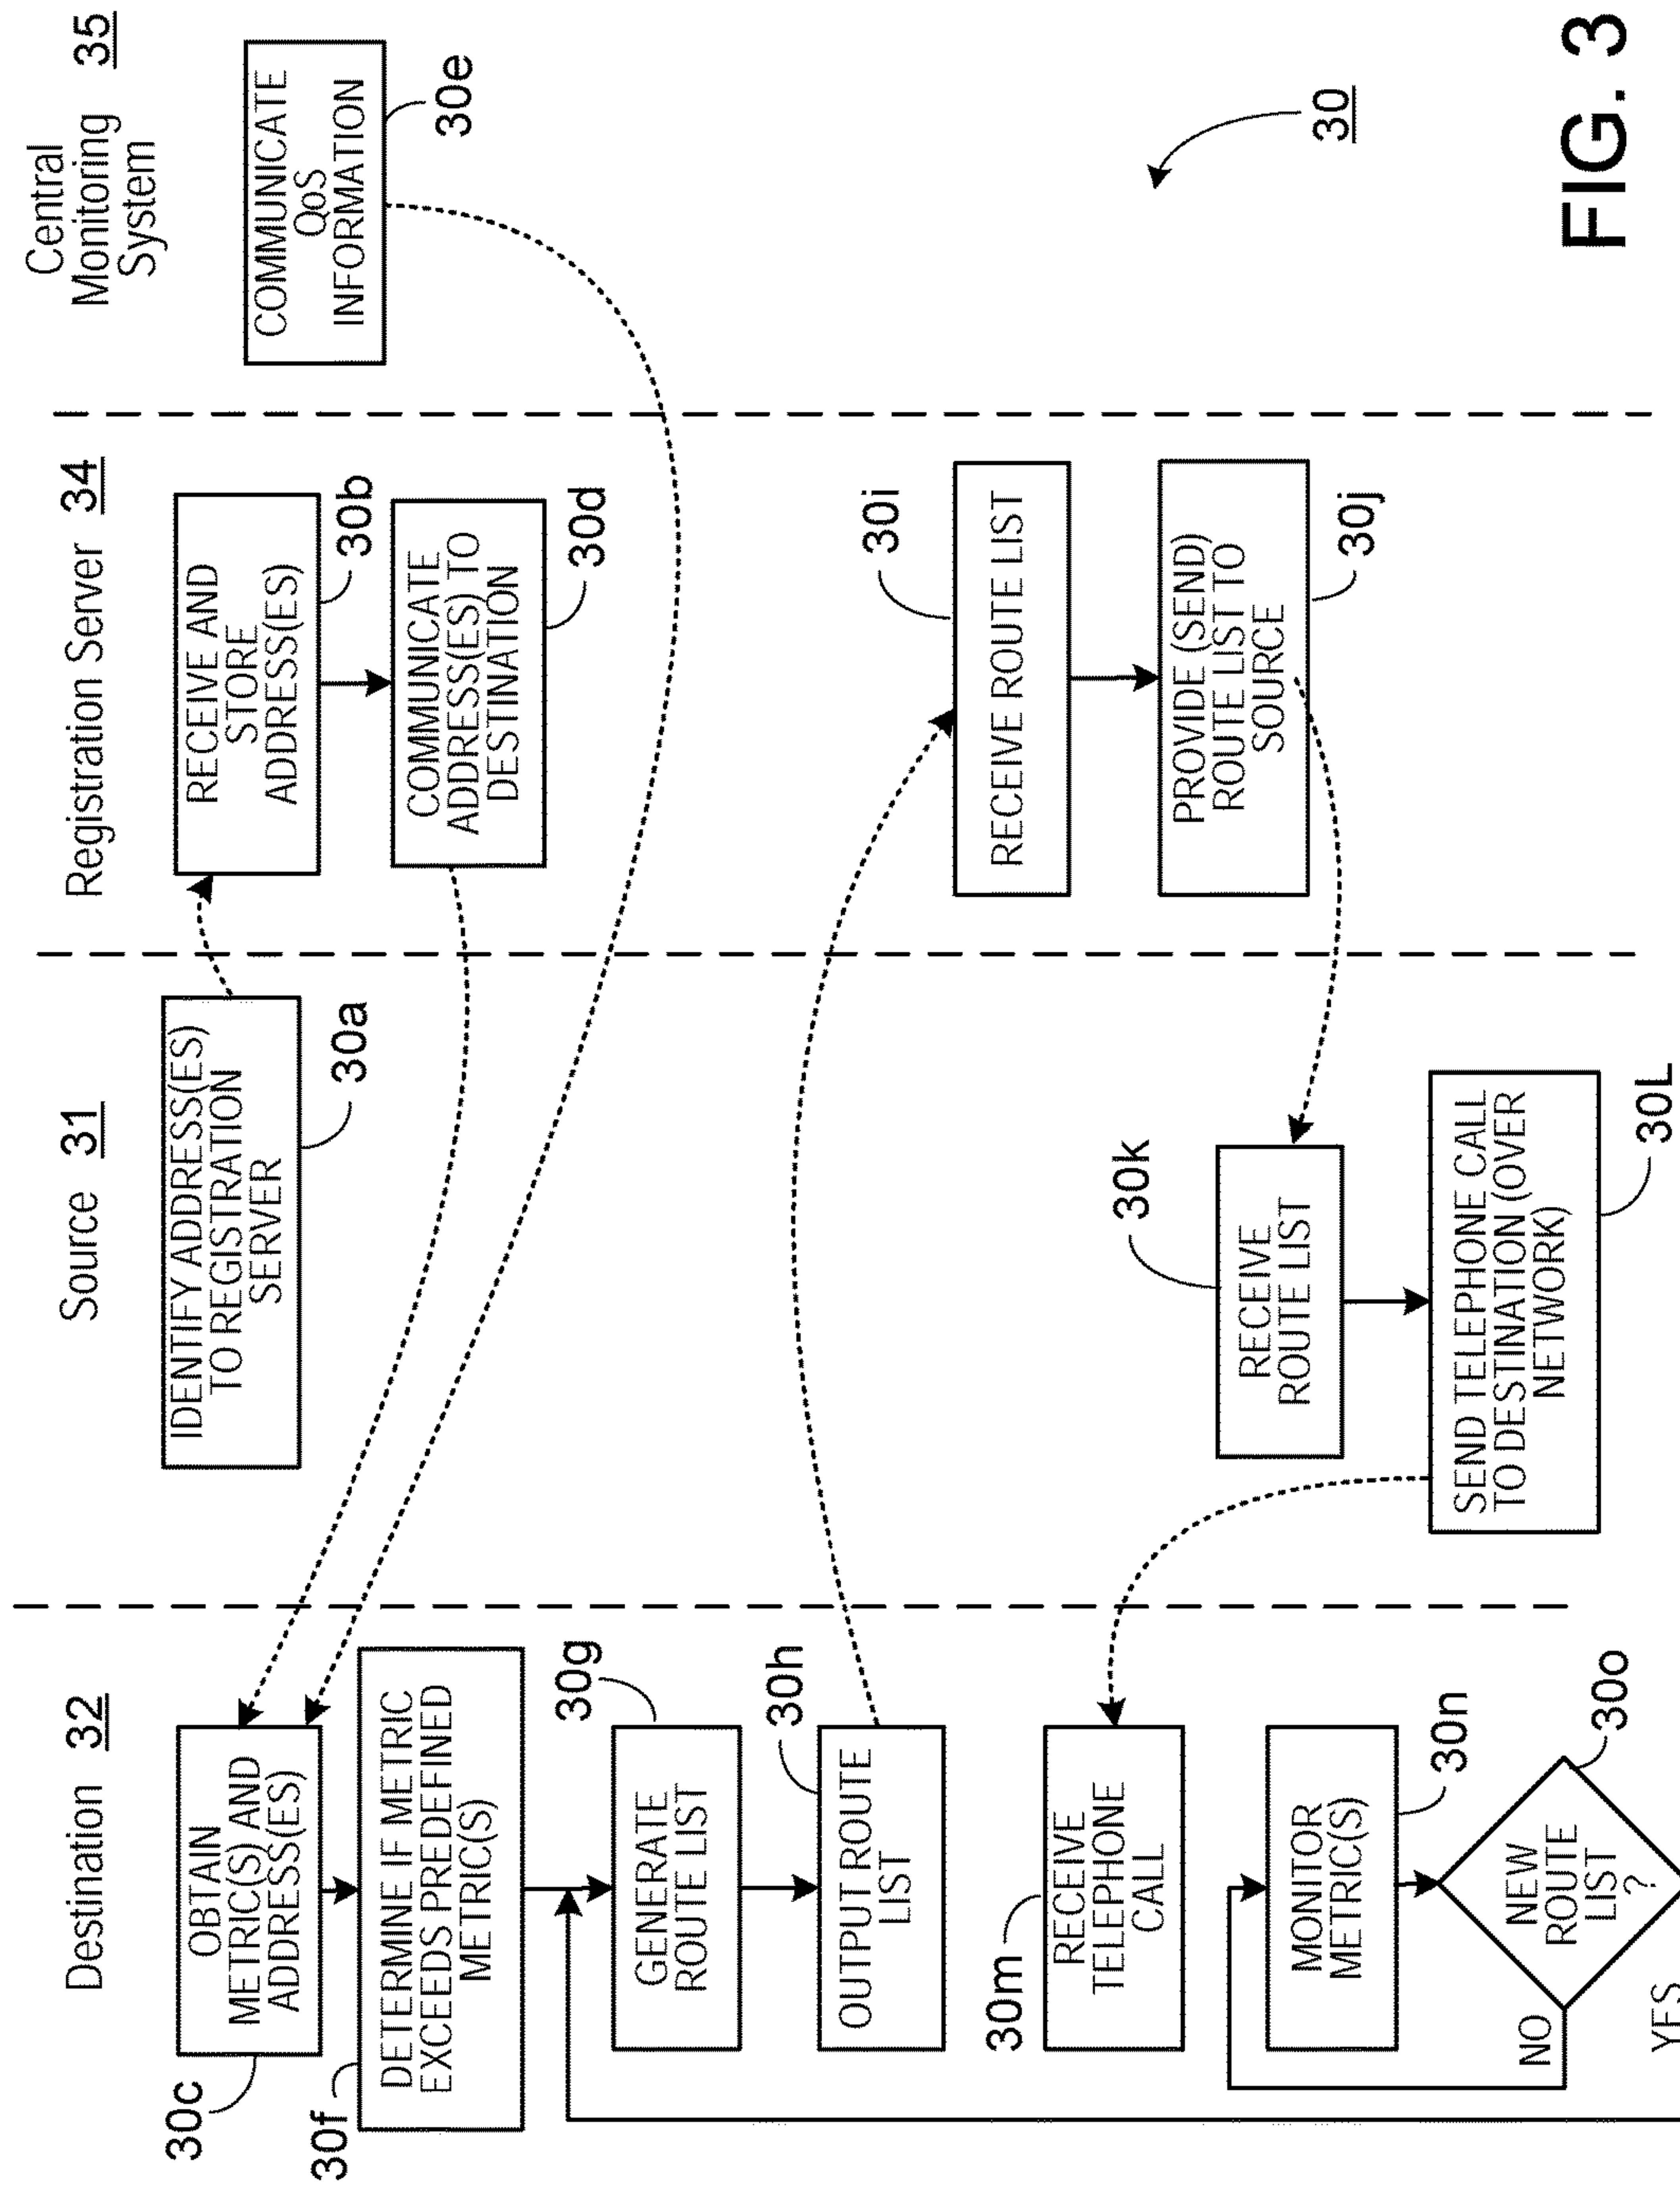 Destination 32
Source 31
Registration Server 34
Central
Monitoring 35
System
OBTAIN
METRIC(S) AND
ADDRESS(ES)
30c
DETERMINE IF METRIC
EXCEEDS PREDEFINED
METRIC(S)
30f
GENERATE
ROUTE LIST
30g
OUTPUT ROUTE
LIST
30h
RECEIVE
TELEPHONE
CALL
30m
MONITOR
METRIC(S)
30n
NEW
ROUTE
LIST
?
30o
NO
YES
IDENTIFY ADDRESS(ES)
TO REGISTRATION
SERVER
30a
RECEIVE
ROUTE LIST
30k
SEND TELEPHONE CALL
TO DESTINATION (OVER
NETWORK)
30L
RECEIVE AND
STORE
ADDRESS(ES)
30b
COMMUNICATE
ADDRESS(ES) TO
DESTINATION
30d
RECEIVE ROUTE LIST
30i
PROVIDE (SEND)
ROUTE LIST TO
SOURCE
30j
COMMUNICATE
QoS
INFORMATION
30e
30
FIG. 3